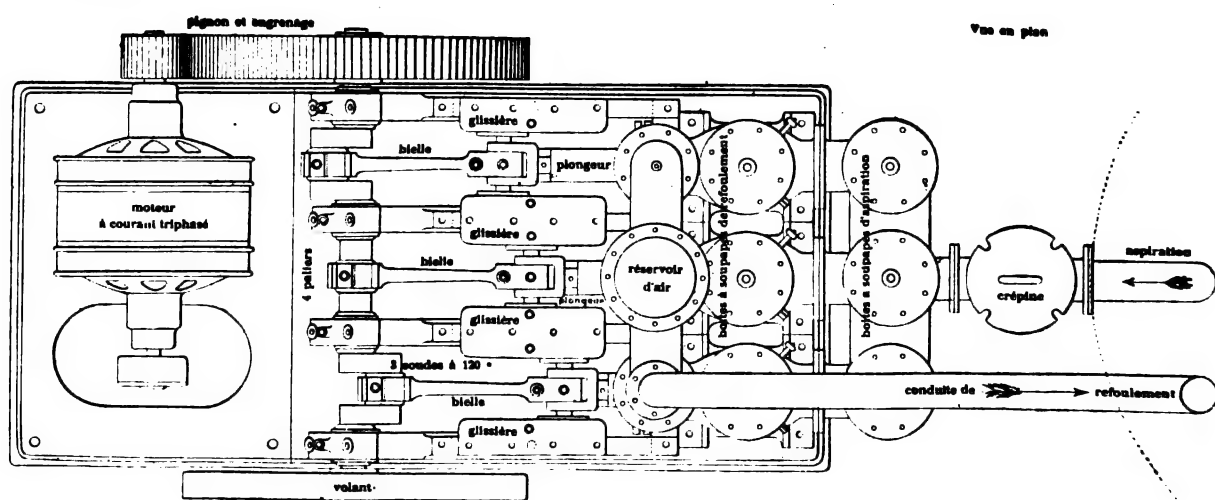 pignon et engrenage
Vue en plan
glissière
bielle
plongeur
moteur
à courant triphasé
glissière
4 paliers
bielle
réservoir
d'air
boîtes à soupapes de refoulement
boîtes à soupapes d'aspiration
aspiration
crépine
plongeur
glissière
3 soudes à 120 °
bielle
conduite de
refoulement
glissière
volant